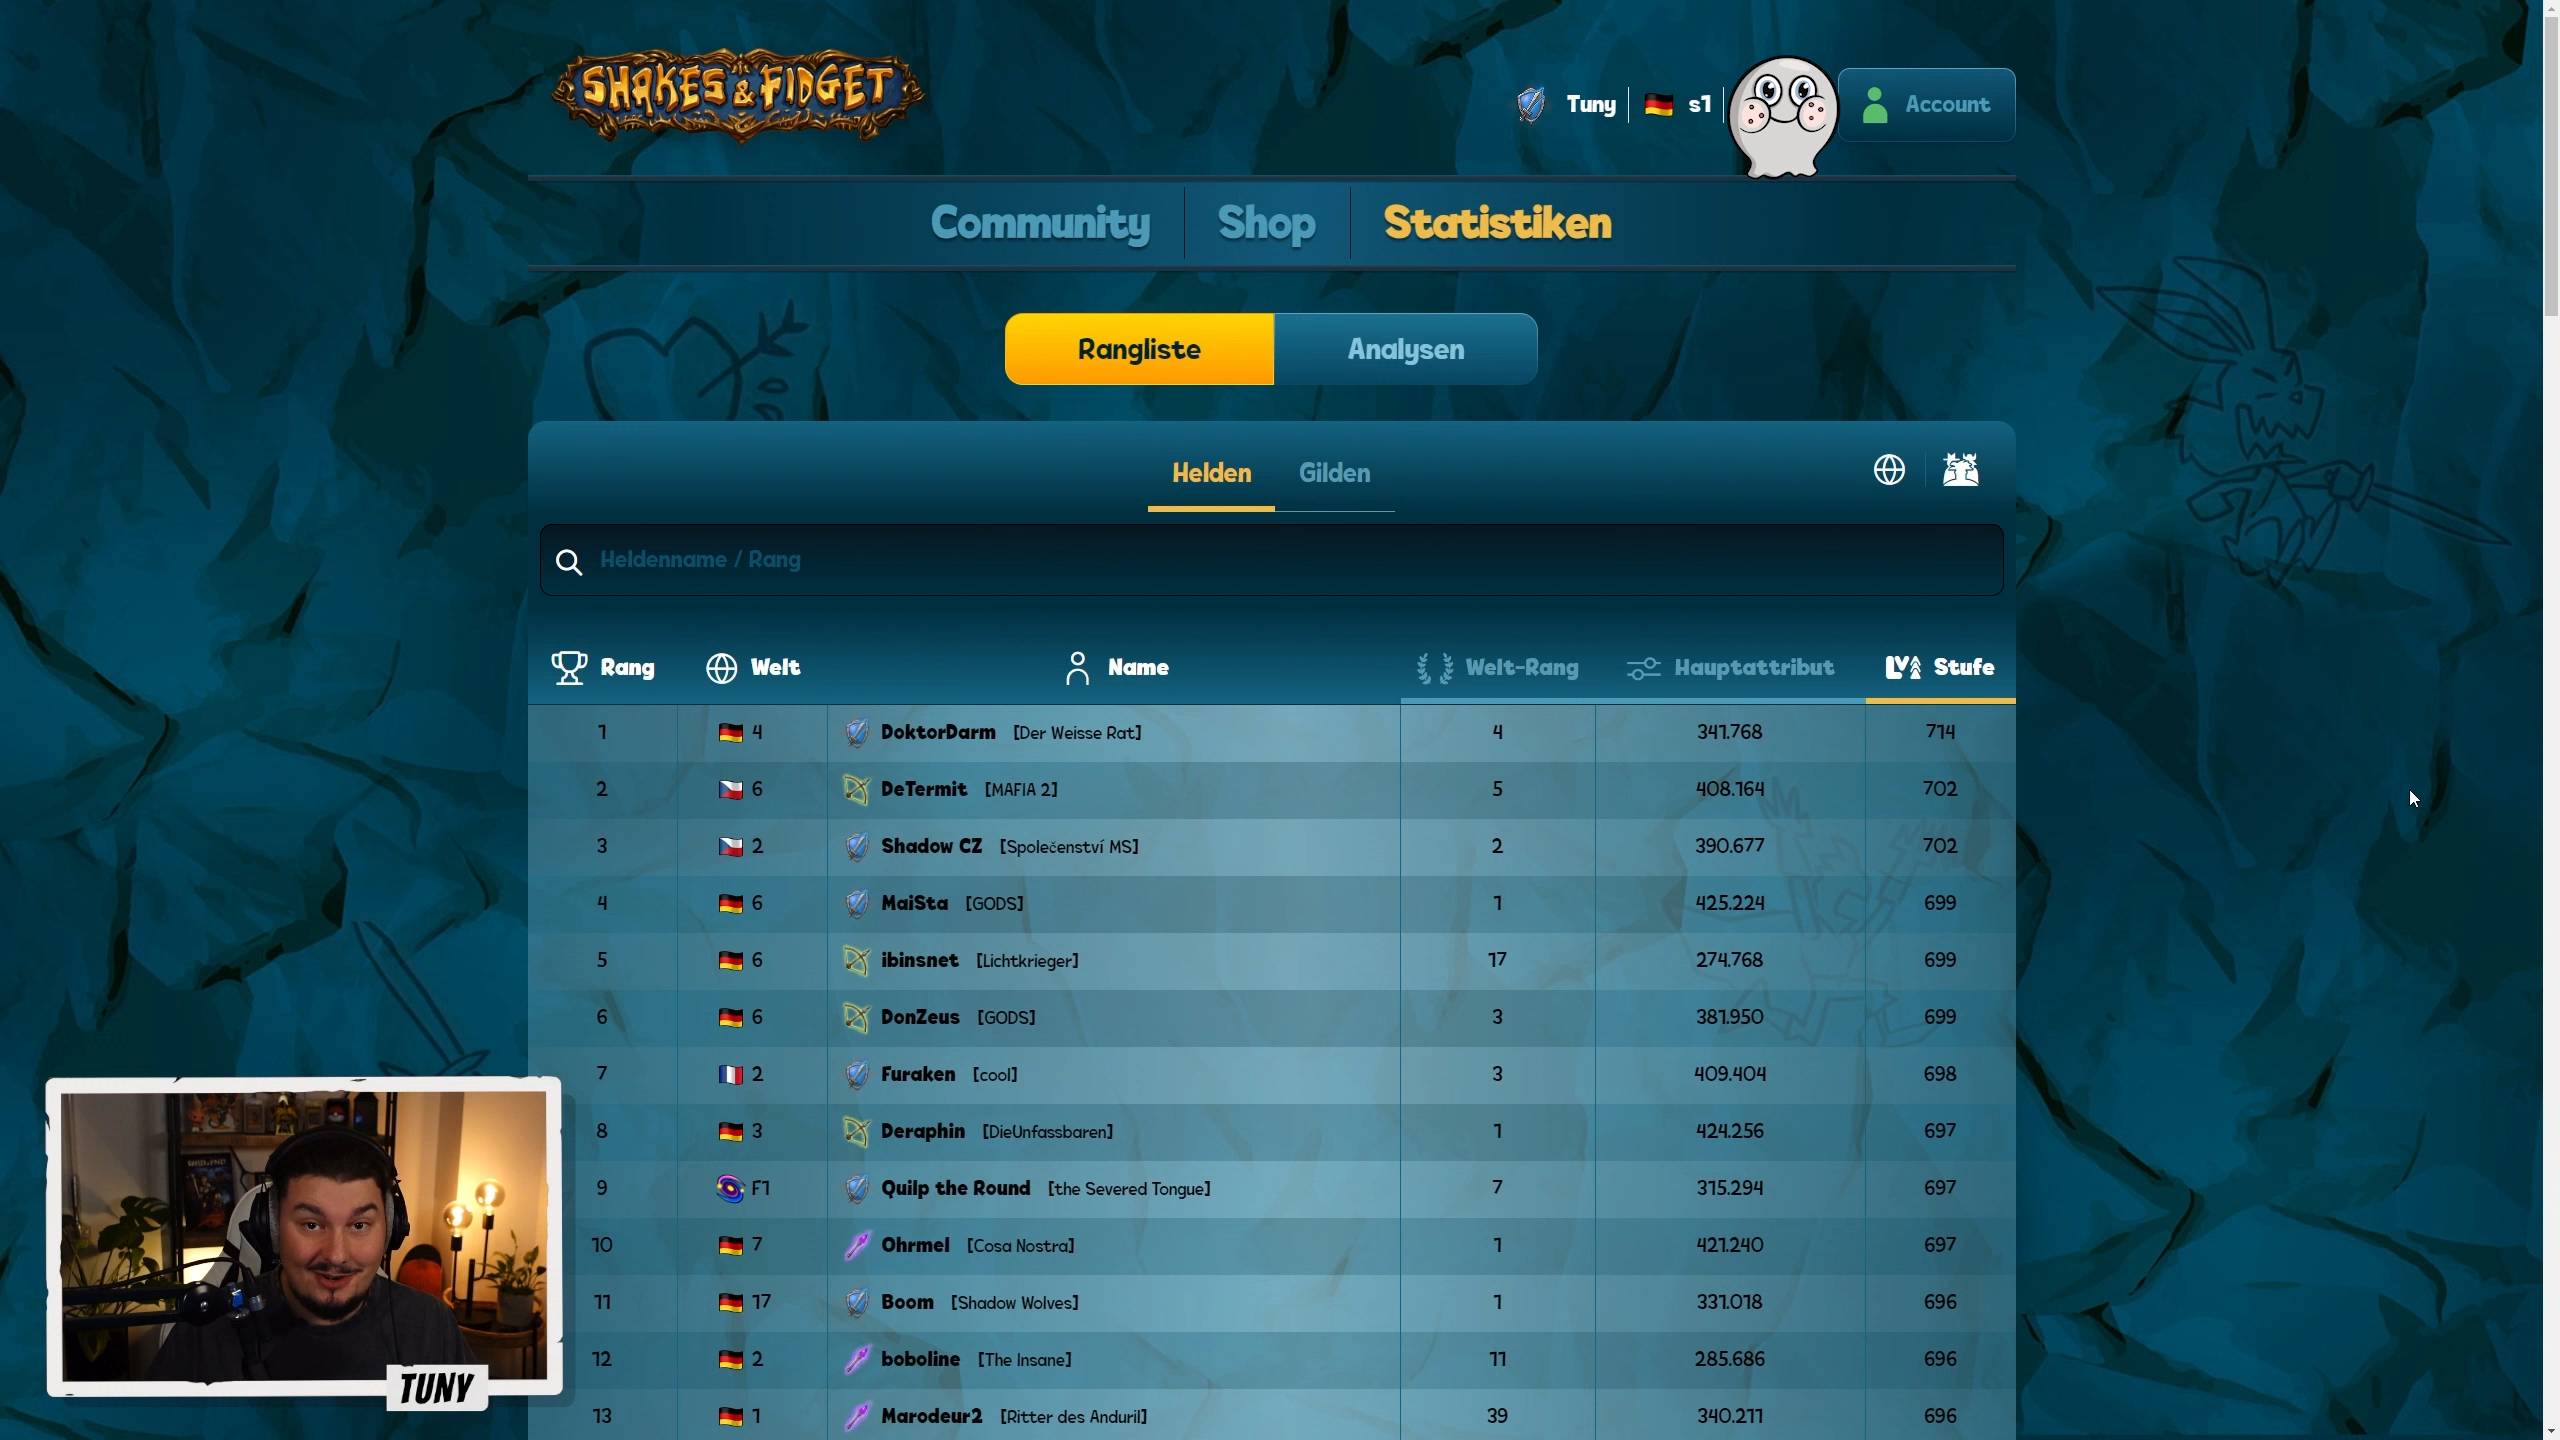 SHAKES & FIDGET
Tuny
s1
Account
Community
Shop
Statistiken
Rangliste
Analysen
Helden
Gilden
Heldenname / Rang
Rang Welt Name Welt-Rang Hauptattribut Stufe
1 4 DoktorDarm [Der Weisse Rat] 4 341.768 714
2 6 DeTermit [MAFIA 2] 5 408.164 702
3 2 Shadow CZ [Společenství MS] 2 390.677 702
4 6 MaiSta [GODS] 1 425.224 699
5 6 ibinsnet [Lichtkrieger] 17 274.768 699
6 6 DonZeus [GODS] 3 381.950 699
7 2 Furaken [cool] 3 409.404 698
8 3 Deraphin [DieUnfassbaren] 1 424.256 697
9 F1 Quilp the Round [the Severed Tongue] 7 315.294 697
10 7 Ohrmel [Cosa Nostra] 1 421.240 697
11 17 Boom [Shadow Wolves] 1 331.018 696
12 2 boboline [The Insane] 11 285.686 696
13 1 Marodeur2 [Ritter des Anduril] 39 340.211 696
TUNY